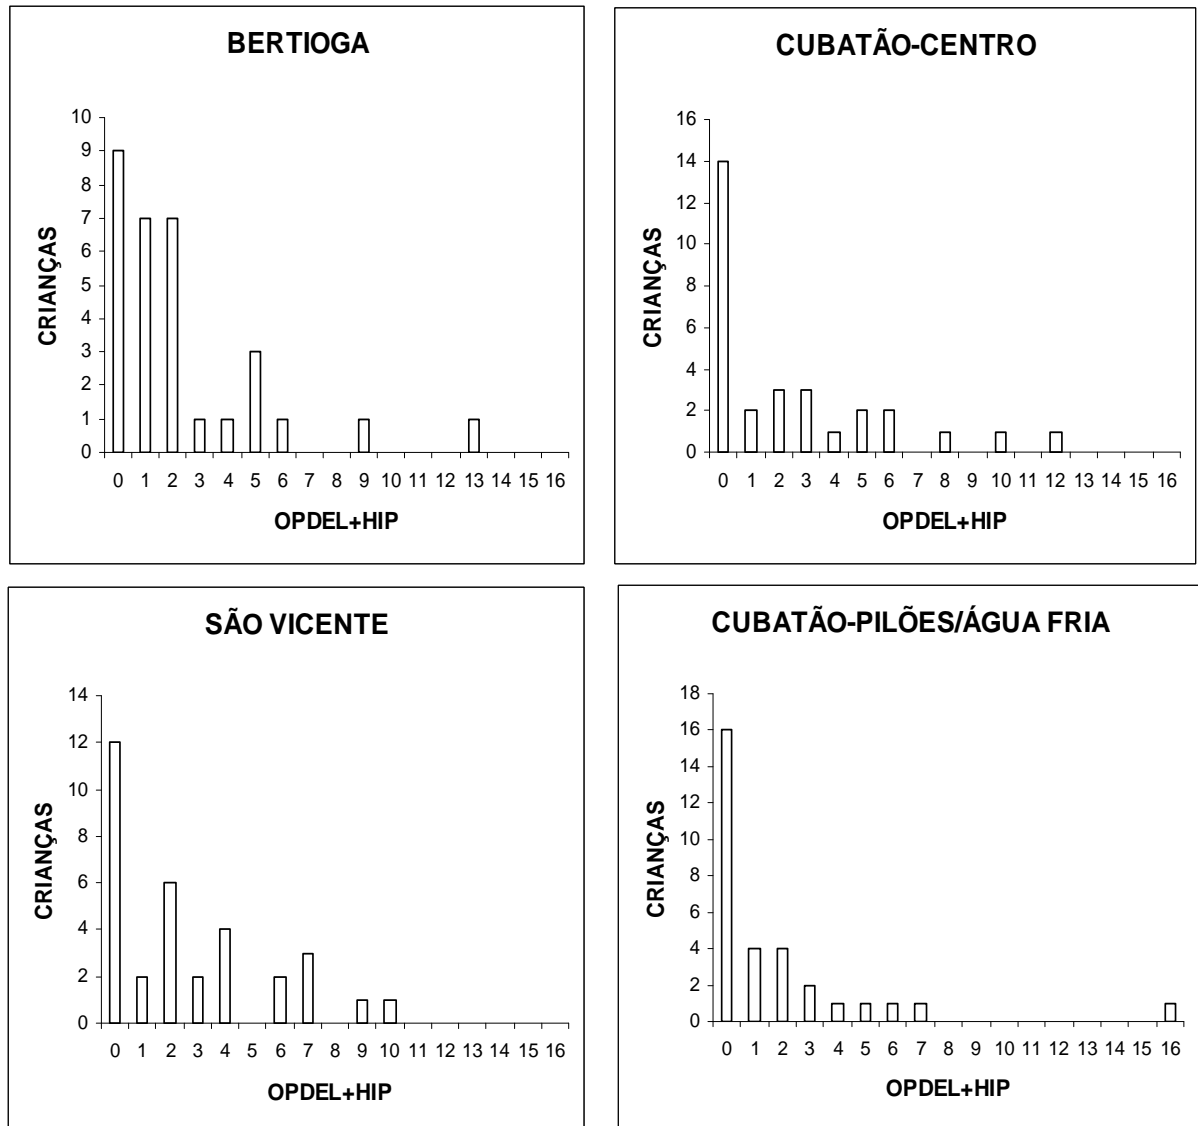 BERTIOGA
10
9
8
7
6
5
4
3
2
1
0
CRIANÇAS
0 1 2 3 4 5 6 7 8 9 10 11 12 13 14 15 16
OPDEL+HIP
CUBATÃO-CENTRO
16
14
12
10
8
6
4
2
0
CRIANÇAS
0 1 2 3 4 5 6 7 8 9 10 11 12 13 14 15 16
OPDEL+HIP
SÃO VICENTE
14
12
10
8
6
4
2
0
CRIANÇAS
0 1 2 3 4 5 6 7 8 9 10 11 12 13 14 15 16
OPDEL+HIP
CUBATÃO-PILÕES/ÁGUA FRIA
18
16
14
12
10
8
6
4
2
0
CRIANÇAS
0 1 2 3 4 5 6 7 8 9 10 11 12 13 14 15 16
OPDEL+HIP